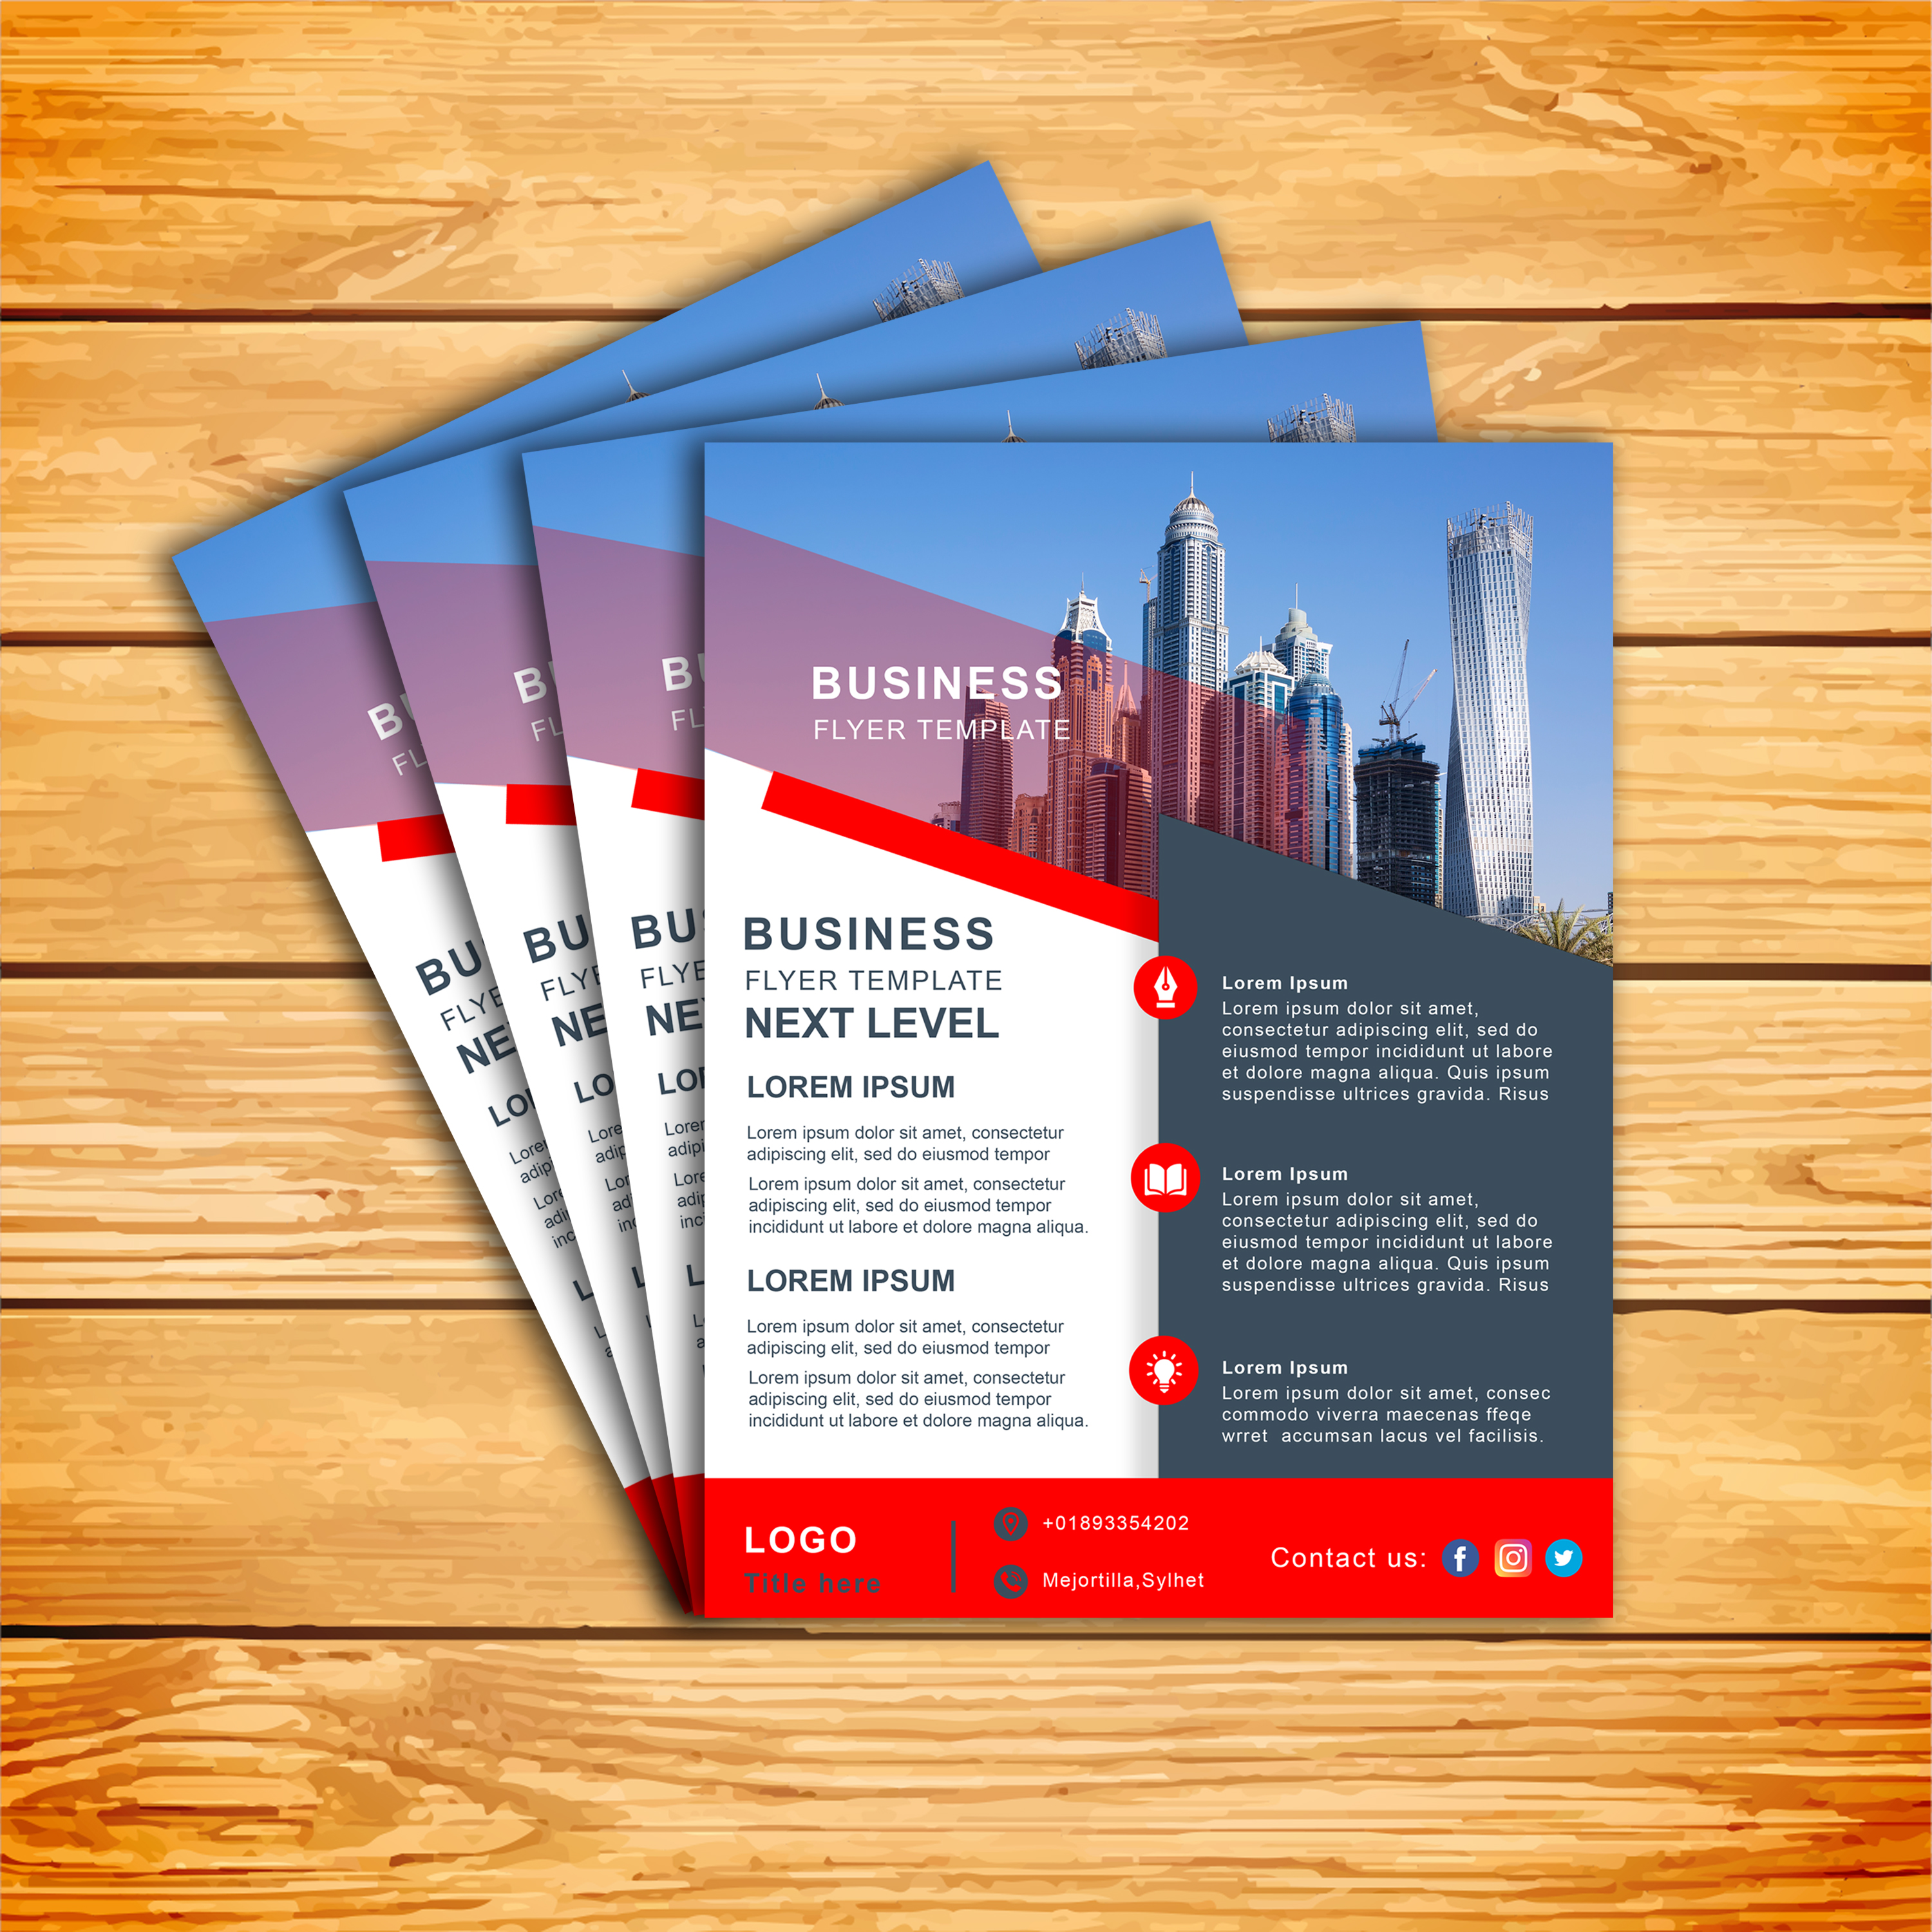 BUSINESS
FLYER TEMPLATE
BUSINESS
FLYER TEMPLATE
NEXT LEVEL
LOREM IPSUM
Lorem ipsum dolor sit amet, consectetur
adipiscing elit, sed do eiusmod tempor
Lorem ipsum dolor sit amet, consectetur
adipiscing elit, sed do eiusmod tempor
incididunt ut labore et dolore magna aliqua.
LOREM IPSUM
Lorem ipsum dolor sit amet, consectetur
adipiscing elit, sed do eiusmod tempor
Lorem ipsum dolor sit amet, consectetur
adipiscing elit, sed do eiusmod tempor
incididunt ut labore et dolore magna aliqua.
Lorem Ipsum
Lorem ipsum dolor sit amet,
consectetur adipiscing elit, sed do
eiusmod tempor incididunt ut labore
et dolore magna aliqua. Quis ipsum
suspendisse ultrices gravida. Risus
Lorem Ipsum
Lorem ipsum dolor sit amet,
consectetur adipiscing elit, sed do
eiusmod tempor incididunt ut labore
et dolore magna aliqua. Quis ipsum
suspendisse ultrices gravida. Risus
Lorem Ipsum
Lorem ipsum dolor sit amet, consec
commodo viverra maecenas ffeqe
wrret  accumsan lacus vel facilisis.
LOGO
Title here
+01893354202
Mejortilla,Sylhet
Contact us: